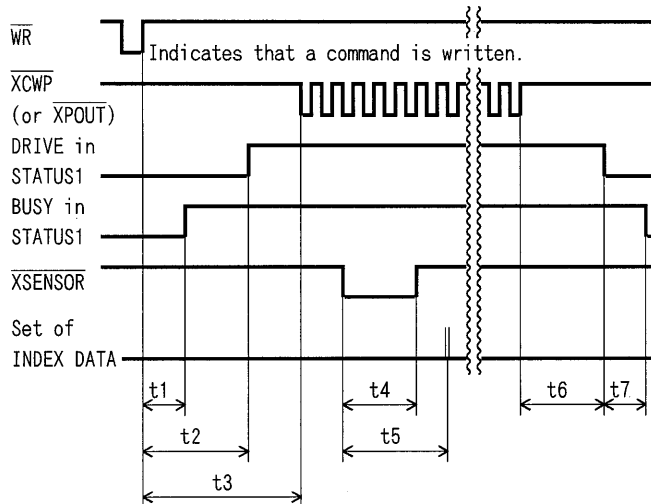 WR
Indicates that a command is written.
XCWP
(or XPOUT)
DRIVE in
STATUS1
BUSY in
STATUS1
XSENSOR
Set of
INDEX DATA
t1
t4
t6
t7
t2
t5
t3